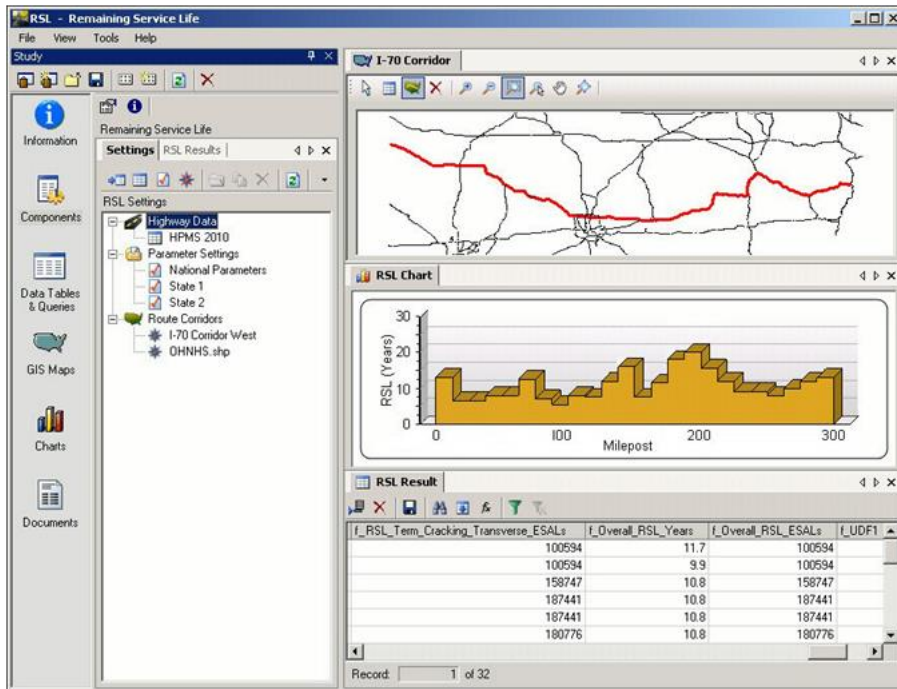 RSL - Remaining Service Life
File View Tools Help
Study
Information
Components
Data Tables
& Queries
GIS Maps
Charts
Documents
Remaining Service Life
Settings RSL Results
RSL Settings
Highway Data
HPMS 2010
Parameter Settings
National Parameters
State 1
State 2
Route Corridors
I-70 Corridor West
OHNHS.shp
I-70 Corridor
RSL Chart
RSL (Years)
30
20
10
0
0 100 200 300
Milepost
RSL Result
fx
f_RSL_Term_Cracking_Transverse_ESALs f_Overall_RSL_Years f_Overall_RSL_ESALs f_UDF1
100594 11.7 100594
100594 9.9 100594
158747 10.8 158747
187441 10.8 187441
187441 10.8 187441
180776 10.8 180776
Record: 1 of 32